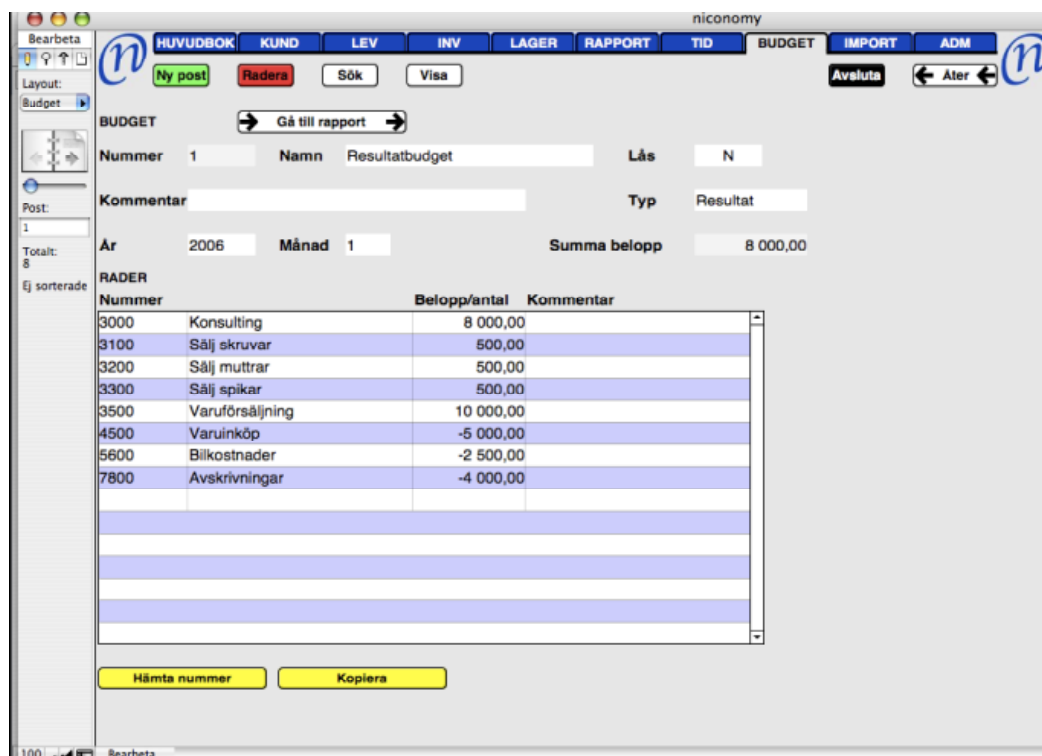 niconomy
Bearbeta
Layout:
Budget
Post:
1
Totalt:
8
Ej sorterade
n HUVUDBOK KUND LEV INV LAGER RAPPORT TID BUDGET IMPORT ADM n
Ny post Radera Sök Visa Avsluta Åter
BUDGET Gå till rapport
Nummer 1 Namn Resultatbudget Lås N
Kommentar Typ Resultat
År 2006 Månad 1 Summa belopp 8 000,00
RADER
Nummer Belopp/antal Kommentar
3000 Konsulting 8 000,00
3100 Sälj skruvar 500,00
3200 Sälj muttrar 500,00
3300 Sälj spikar 500,00
3500 Varuförsäljning 10 000,00
4500 Varuinköp -5 000,00
5600 Bilkostnader -2 500,00
7800 Avskrivningar -4 000,00
Hämta nummer Kopiera
100 Bearbeta